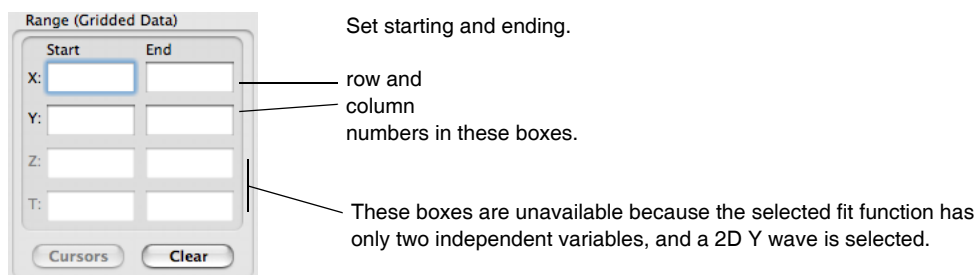 Range (Gridded Data)
Start End
X:
Y:
Z:
T:
Cursors Clear
Set starting and ending.
row and
column
numbers in these boxes.
These boxes are unavailable because the selected fit function has
only two independent variables, and a 2D Y wave is selected.